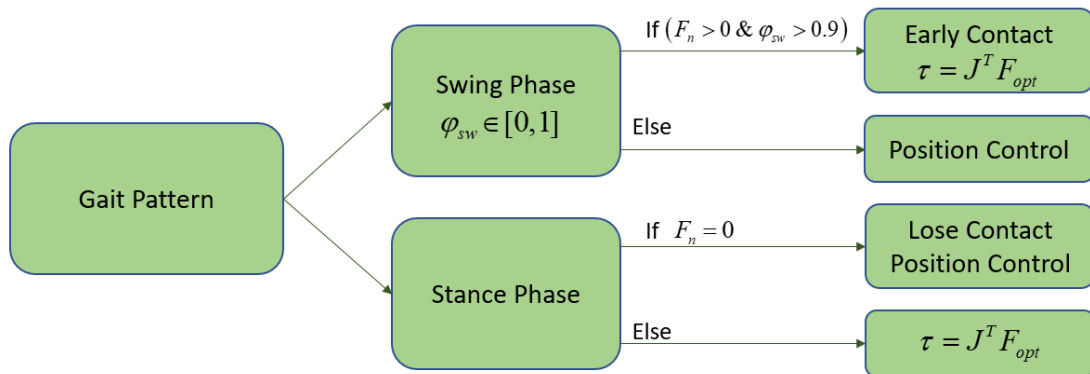 Gait Pattern
Swing Phase
φ_sw ∈ [0,1]
If (F_n > 0 & φ_sw > 0.9)
Early Contact
τ = J^T F_opt
Else
Position Control
Stance Phase
If F_n = 0
Lose Contact
Position Control
Else
τ = J^T F_opt